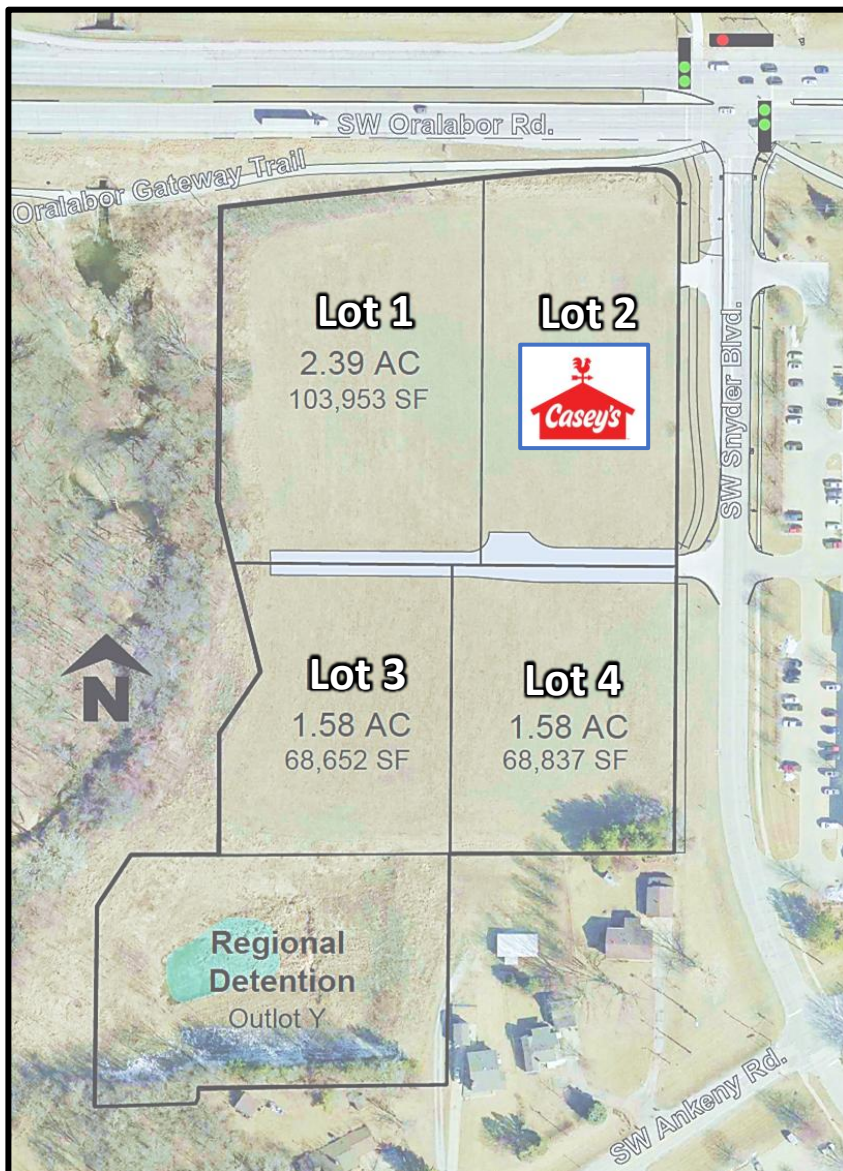 SW Oralabor Rd.
Oralabor Gateway Trail
Lot 1
2.39 AC
103,953 SF
Lot 2
Casey's
SW Snyder Blvd.
N
Lot 3
1.58 AC
68,652 SF
Lot 4
1.58 AC
68,837 SF
Regional
Detention
Outlot Y
SW Ankeny Rd.